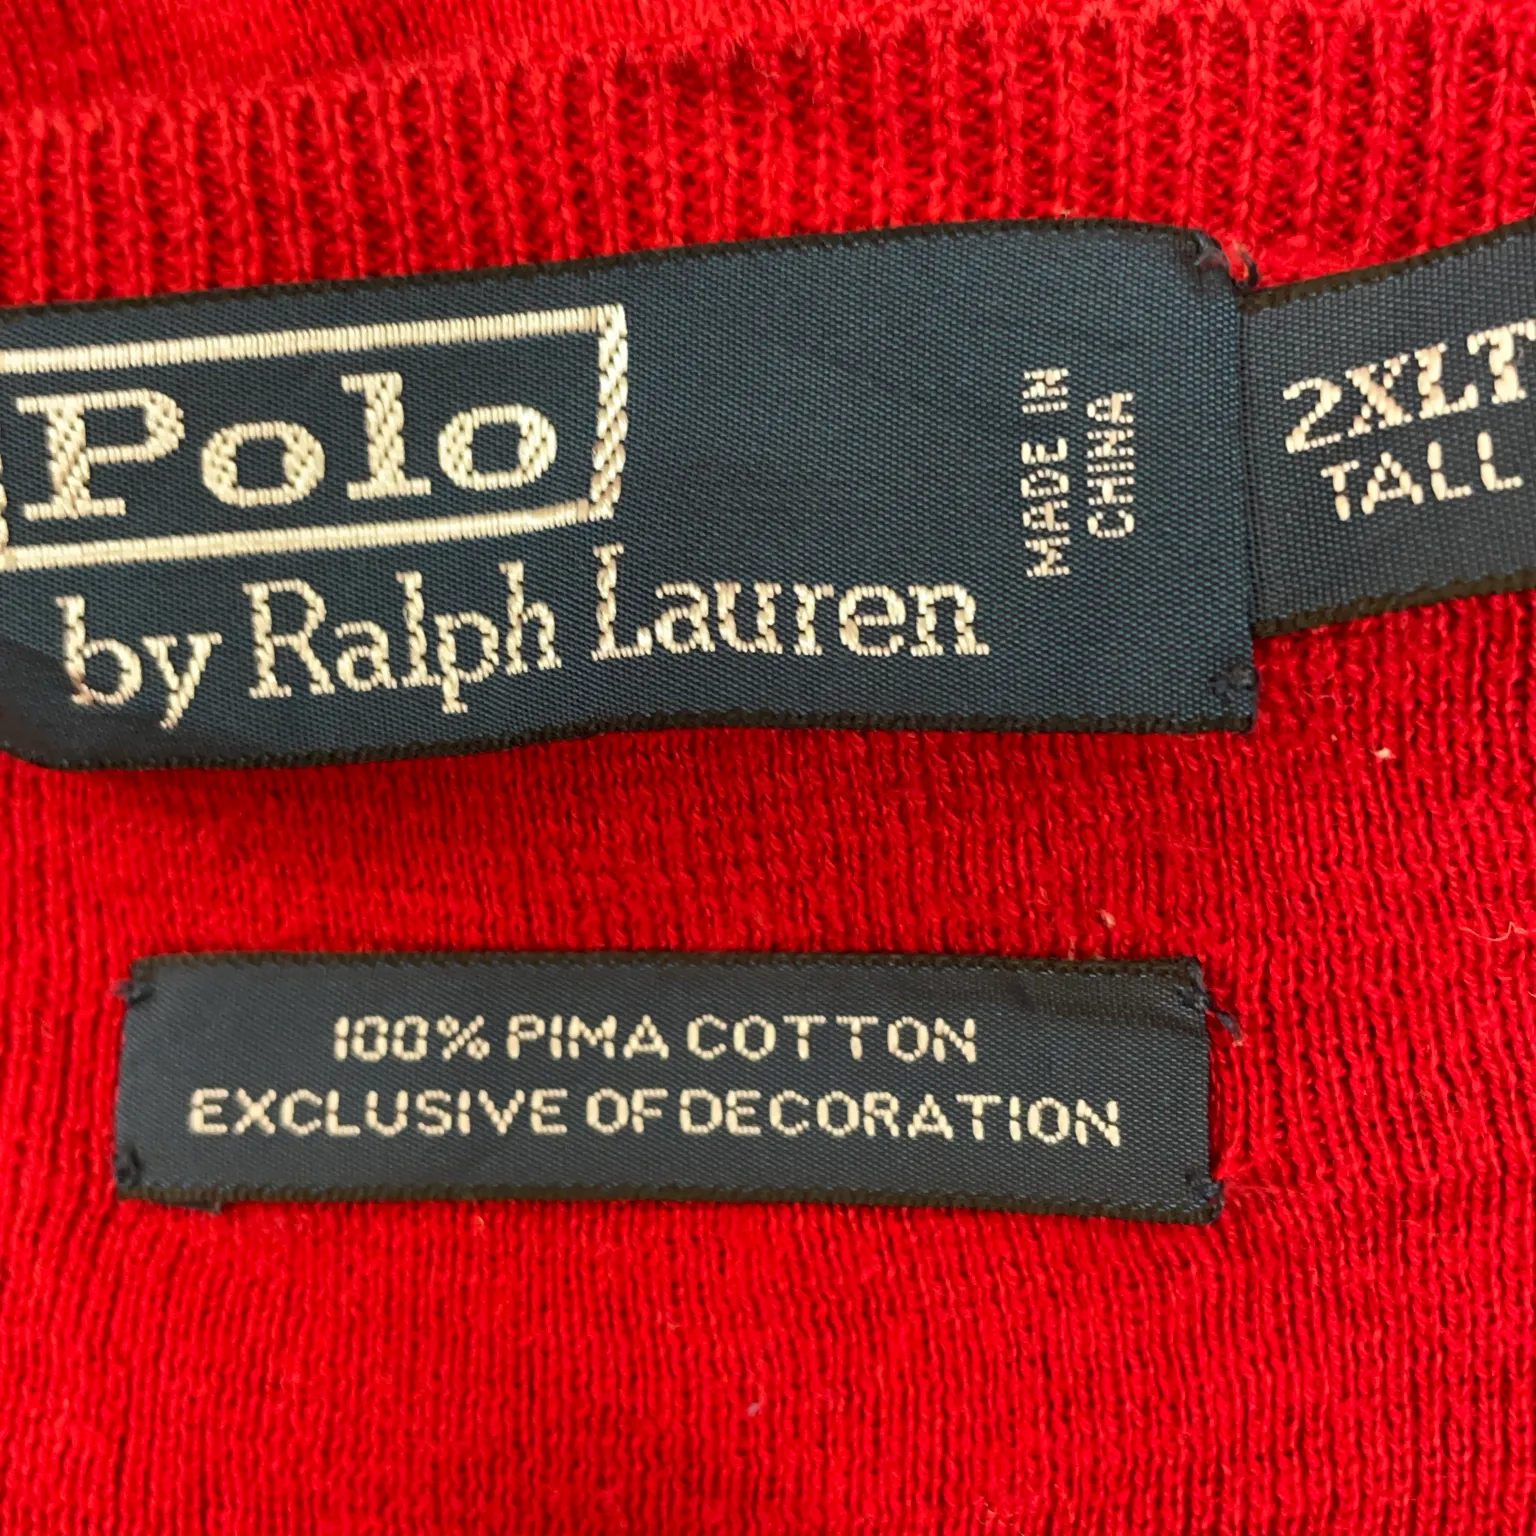 Polo
by Ralph Lauren
MADE IN
CHINA
2XLT
TALL
100% PIMA COTTON
EXCLUSIVE OF DECORATION